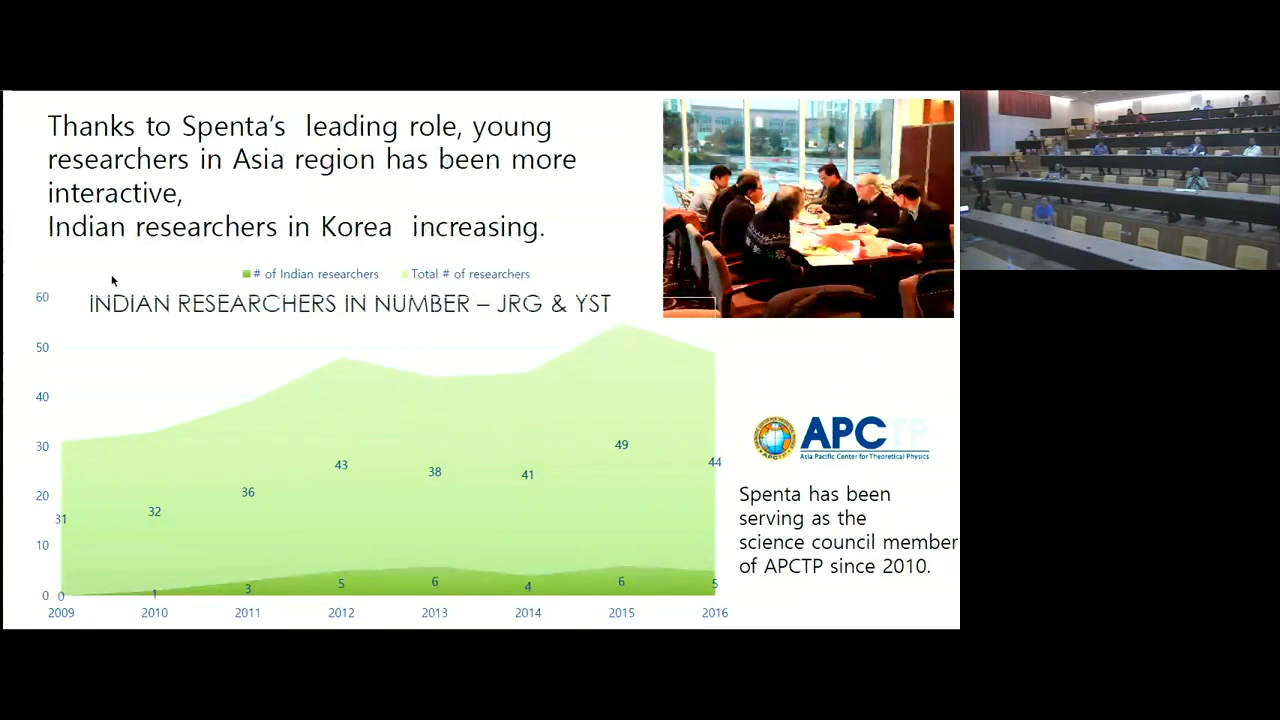 Thanks to Spenta's  leading role, young
researchers in Asia region has been more
interactive,
Indian researchers in Korea  increasing.
# of Indian researchers
Total # of researchers
INDIAN RESEARCHERS IN NUMBER – JRG & YST
60
50
40
30
20
10
0
31
32
36
43
38
41
49
44
0
1
3
5
6
4
6
5
2009
2010
2011
2012
2013
2014
2015
2016
APCTP
Asia Pacific Center for Theoretical Physics
Spenta has been
serving as the
science council member
of APCTP since 2010.